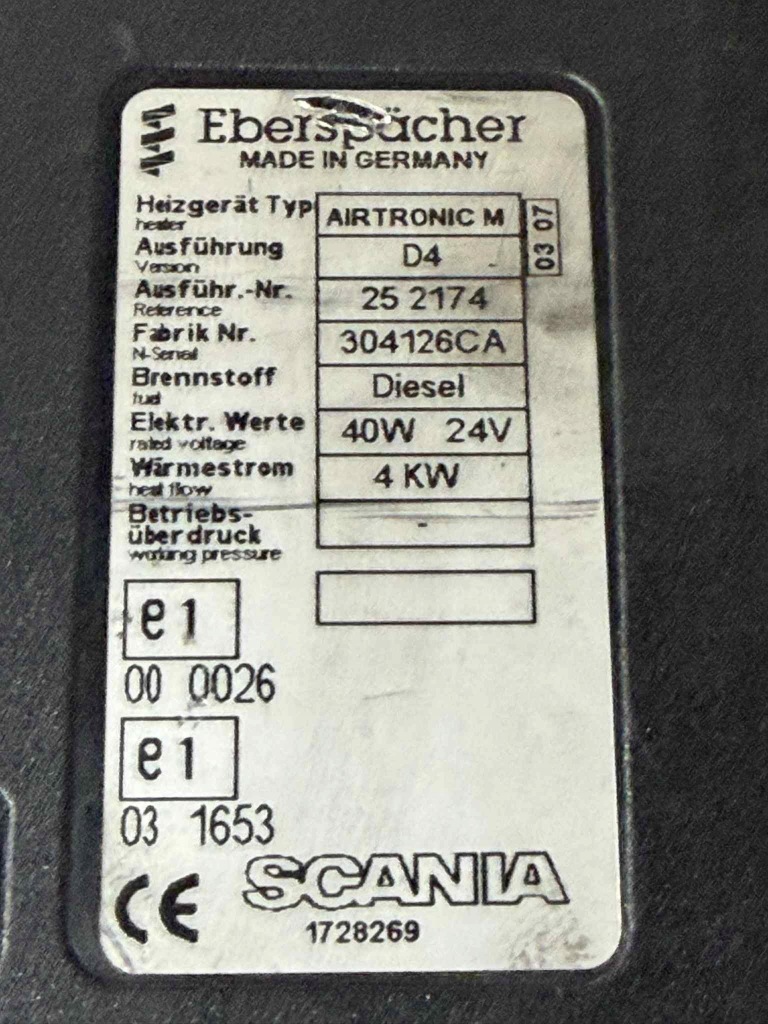 Eberspächer
MADE IN GERMANY
Heizgerät Typ AIRTRONIC M
heater
Ausführung D4
Version
03 07
Ausführ.-Nr. 25 2174
Reference
Fabrik Nr. 304126CA
N-Serial
Brennstoff Diesel
fuel
Elektr. Werte 40W 24V
rated voltage
Wärmestrom 4 KW
heat flow
Betriebs- -
überdruck
working pressure
e1
00 0026
e1
03 1653
CE SCANIA
1728269